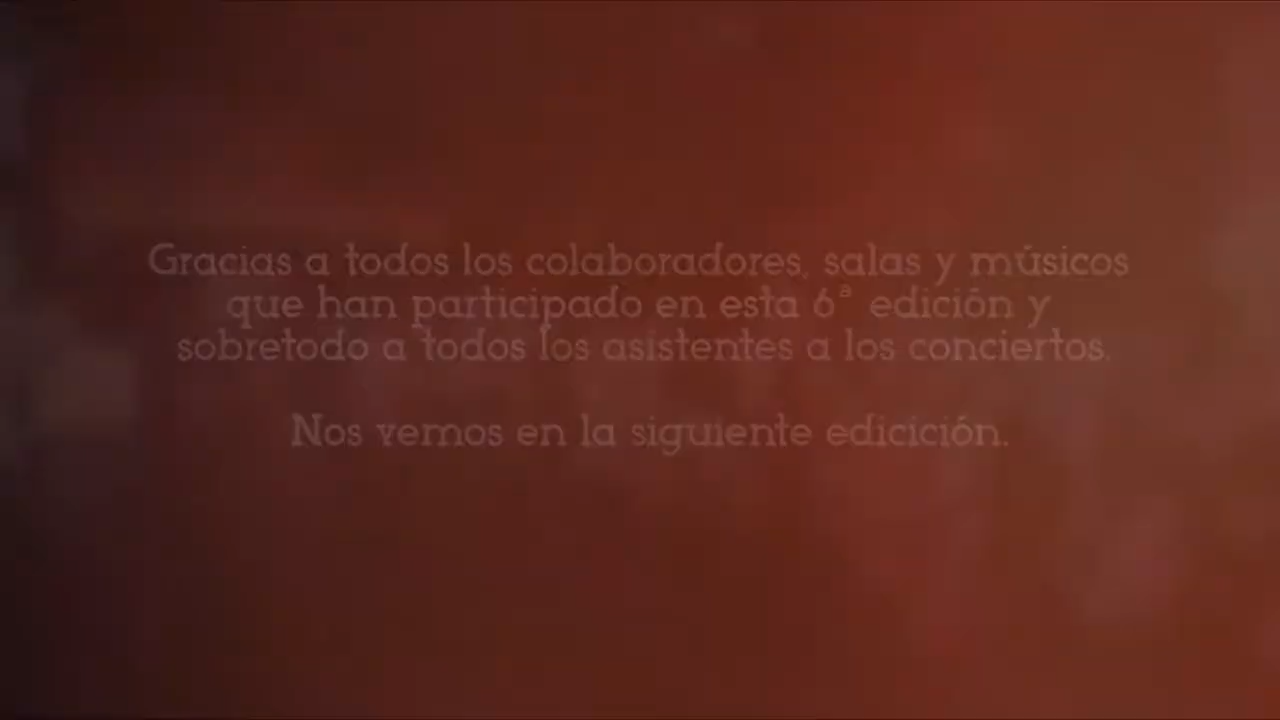 Gracias a todos los colaboradores, salas y músicos
que han participado en esta 6ª edición y
sobretodo a todos los asistentes a los conciertos.
Nos vemos en la siguiente edicición.